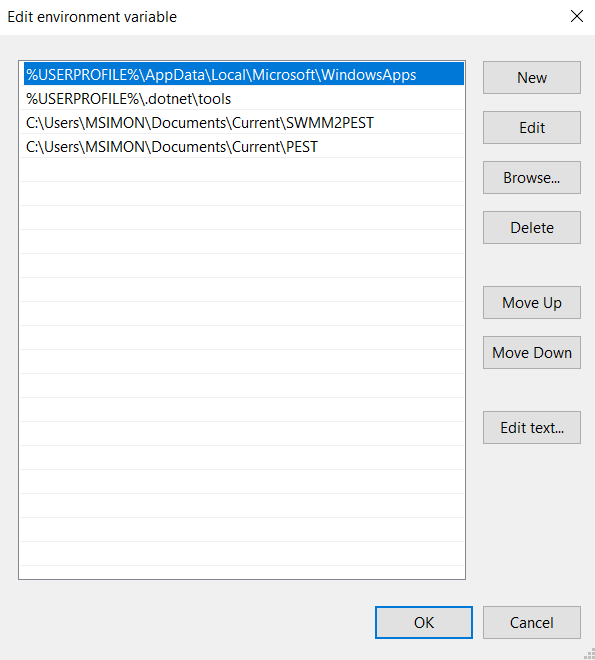 Edit environment variable
%USERPROFILE%\AppData\Local\Microsoft\WindowsApps
%USERPROFILE%\.dotnet\tools
C:\Users\MSIMON\Documents\Current\SWMM2PEST
C:\Users\MSIMON\Documents\Current\PEST
New
Edit
Browse...
Delete
Move Up
Move Down
Edit text...
OK
Cancel